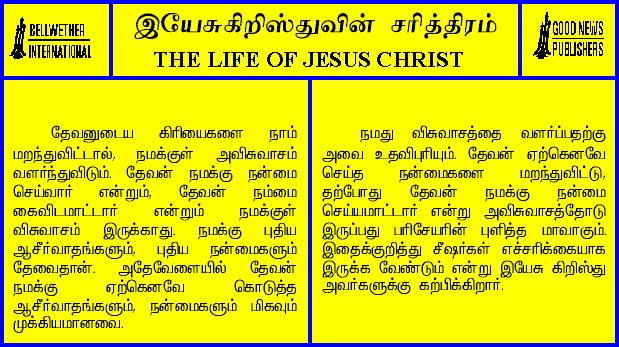 BELLWETHER
INTERNATIONAL
இயேசுகிறிஸ்துவின் சரித்திரம்
THE LIFE OF JESUS CHRIST
GOOD NEWS
PUBLISHERS
தேவனுடைய கிரியைகளை நாம்
மறந்துவிட்டால், நமக்குள் அவிசுவாசம்
வளர்ந்துவிடும். தேவன் நமக்கு நன்மை
செய்வார் என்றும், தேவன் நம்மை
கைவிடமாட்டார் என்றும் நமக்குள்
விசுவாசம் இருக்காது. நமக்கு புதிய
ஆசீர்வாதங்களும், புதிய நன்மைகளும்
தேவைதான். அதேவேளையில் தேவன்
நமக்கு ஏற்கெனவே கொடுத்த
ஆசீர்வாதங்களும், நன்மைகளும் மிகவும்
முக்கியமானவை.
நமது விசுவாசத்தை வளர்ப்பதற்கு
அவை உதவிபுரியும். தேவன் ஏற்கெனவே
செய்த நன்மைகளை மறந்துவிட்டு,
தற்போது தேவன் நமக்கு நன்மை
செய்யமாட்டார் என்று அவிசுவாசத்தோடு
இருப்பது பரிசேயரின் புளித்த மாவாகும்.
இதைக்குறித்து சீஷர்கள் எச்சரிக்கையாக
இருக்க வேண்டும் என்று இயேசு கிறிஸ்து
அவர்களுக்கு கற்பிக்கிறார்.